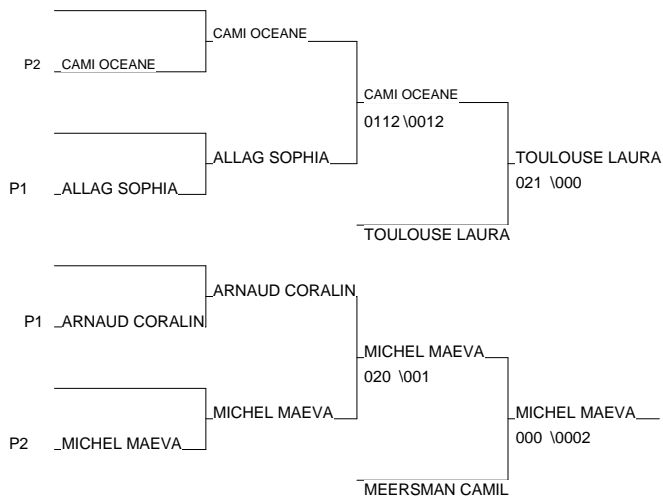 CAMI OCEANE
P2 CAMI OCEANE
CAMI OCEANE
0112 \0012
ALLAG SOPHIA
TOULOUSE LAURA
P1 ALLAG SOPHIA
021 \000
TOULOUSE LAURA
ARNAUD CORALIN
P1 ARNAUD CORALIN
MICHEL MAEVA
020 \001
MICHEL MAEVA
MICHEL MAEVA
P2 MICHEL MAEVA
000 \0002
MEERSMAN CAMIL